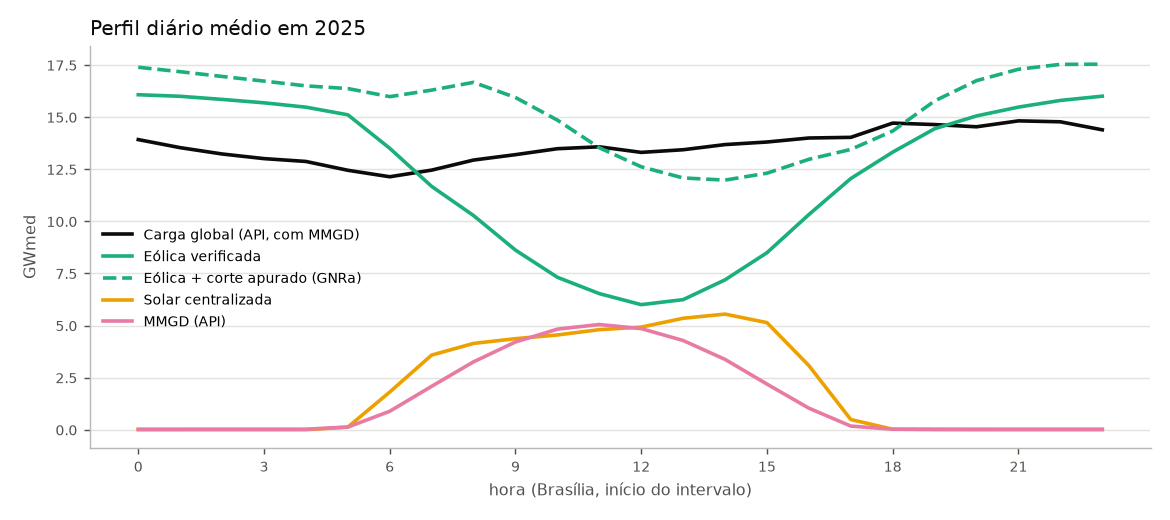 Perfil diário médio em 2025
17.5
15.0
12.5
10.0
7.5
5.0
2.5
0.0
GWmed
Carga global (API, com MMGD)
Eólica verificada
Eólica + corte apurado (GNRa)
Solar centralizada
MMGD (API)
0 3 6 9 12 15 18 21
hora (Brasília, início do intervalo)